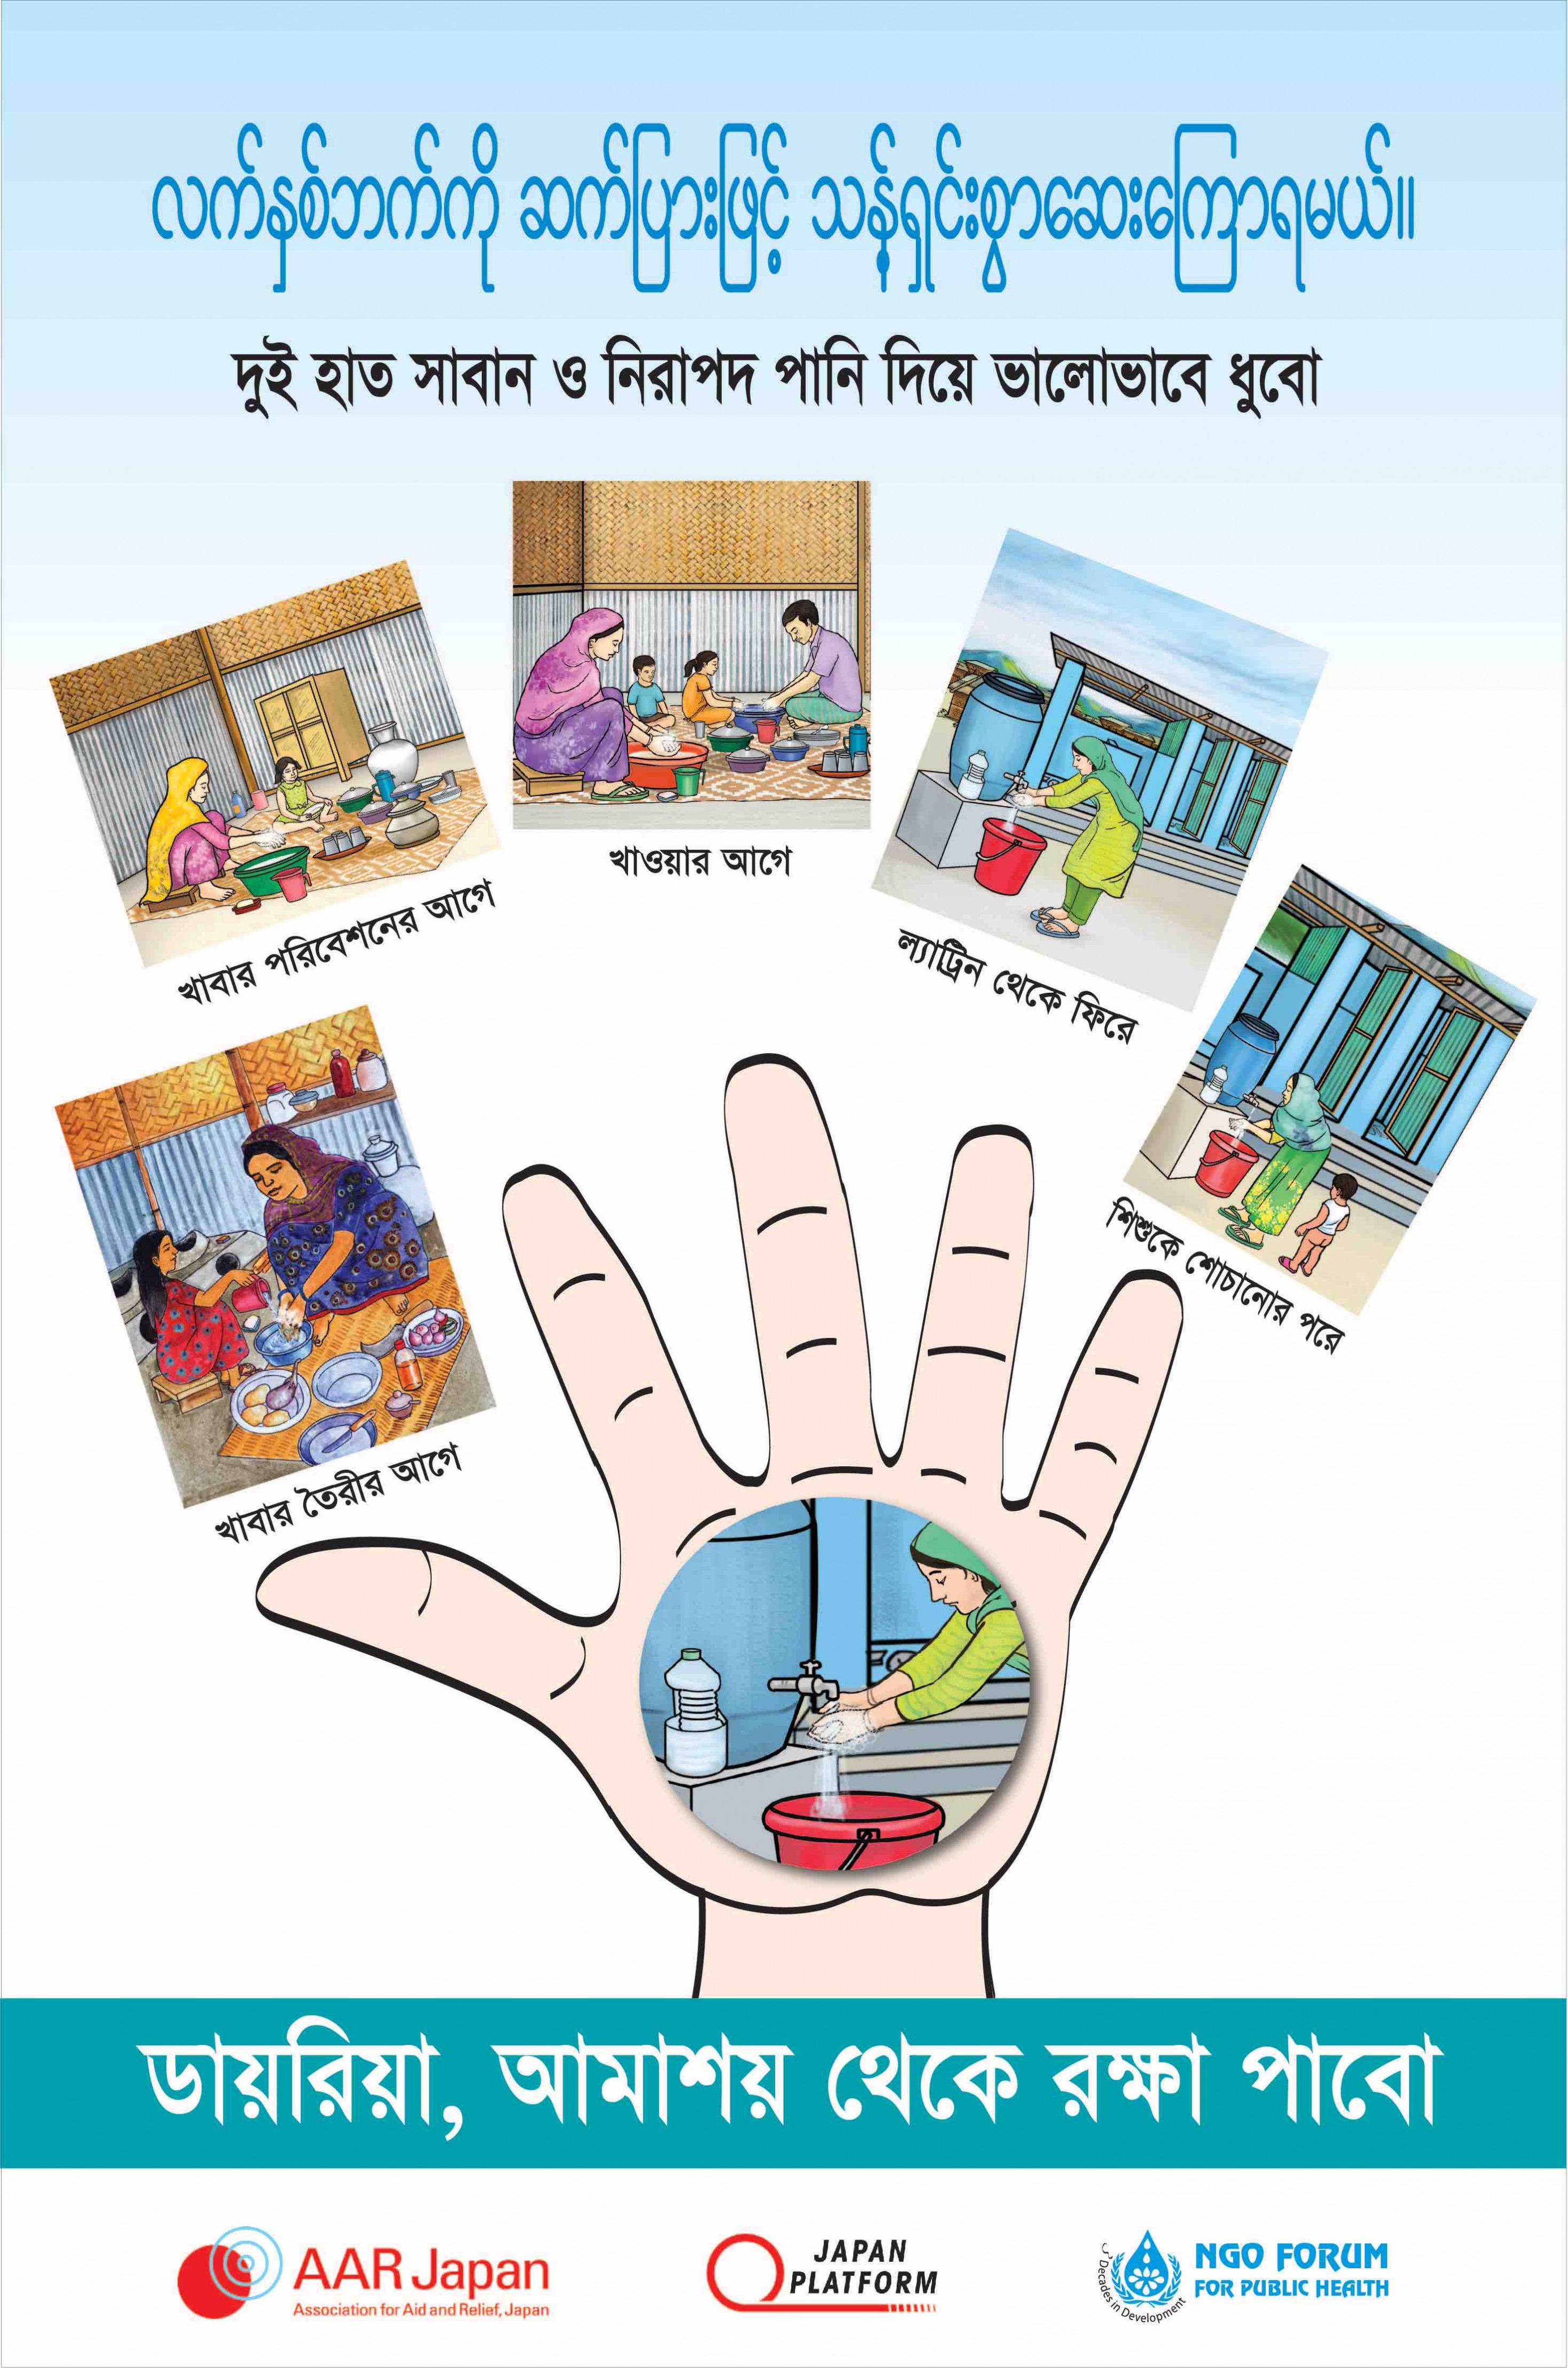 လက်နှစ်ဘက်ကို ဆက်ပြားဖြင့် သန့်ရှင်းစွာဆေးကြောရမယ်။
দুই হাত সাবান ও নিরাপদ পানি দিয়ে ভালোভাবে ধুবো
খাবার তৈরীর আগে
খাবার পরিবেশনের আগে
খাওয়ার আগে
ল্যাট্রিন থেকে ফিরে
শিশুকে শোচানোর পরে
ডায়রিয়া, আমাশয় থেকে রক্ষা পাবো
AAR Japan
Association for Aid and Relief, Japan
JAPAN
PLATFORM
Decades in Development
NGO FORUM
FOR PUBLIC HEALTH